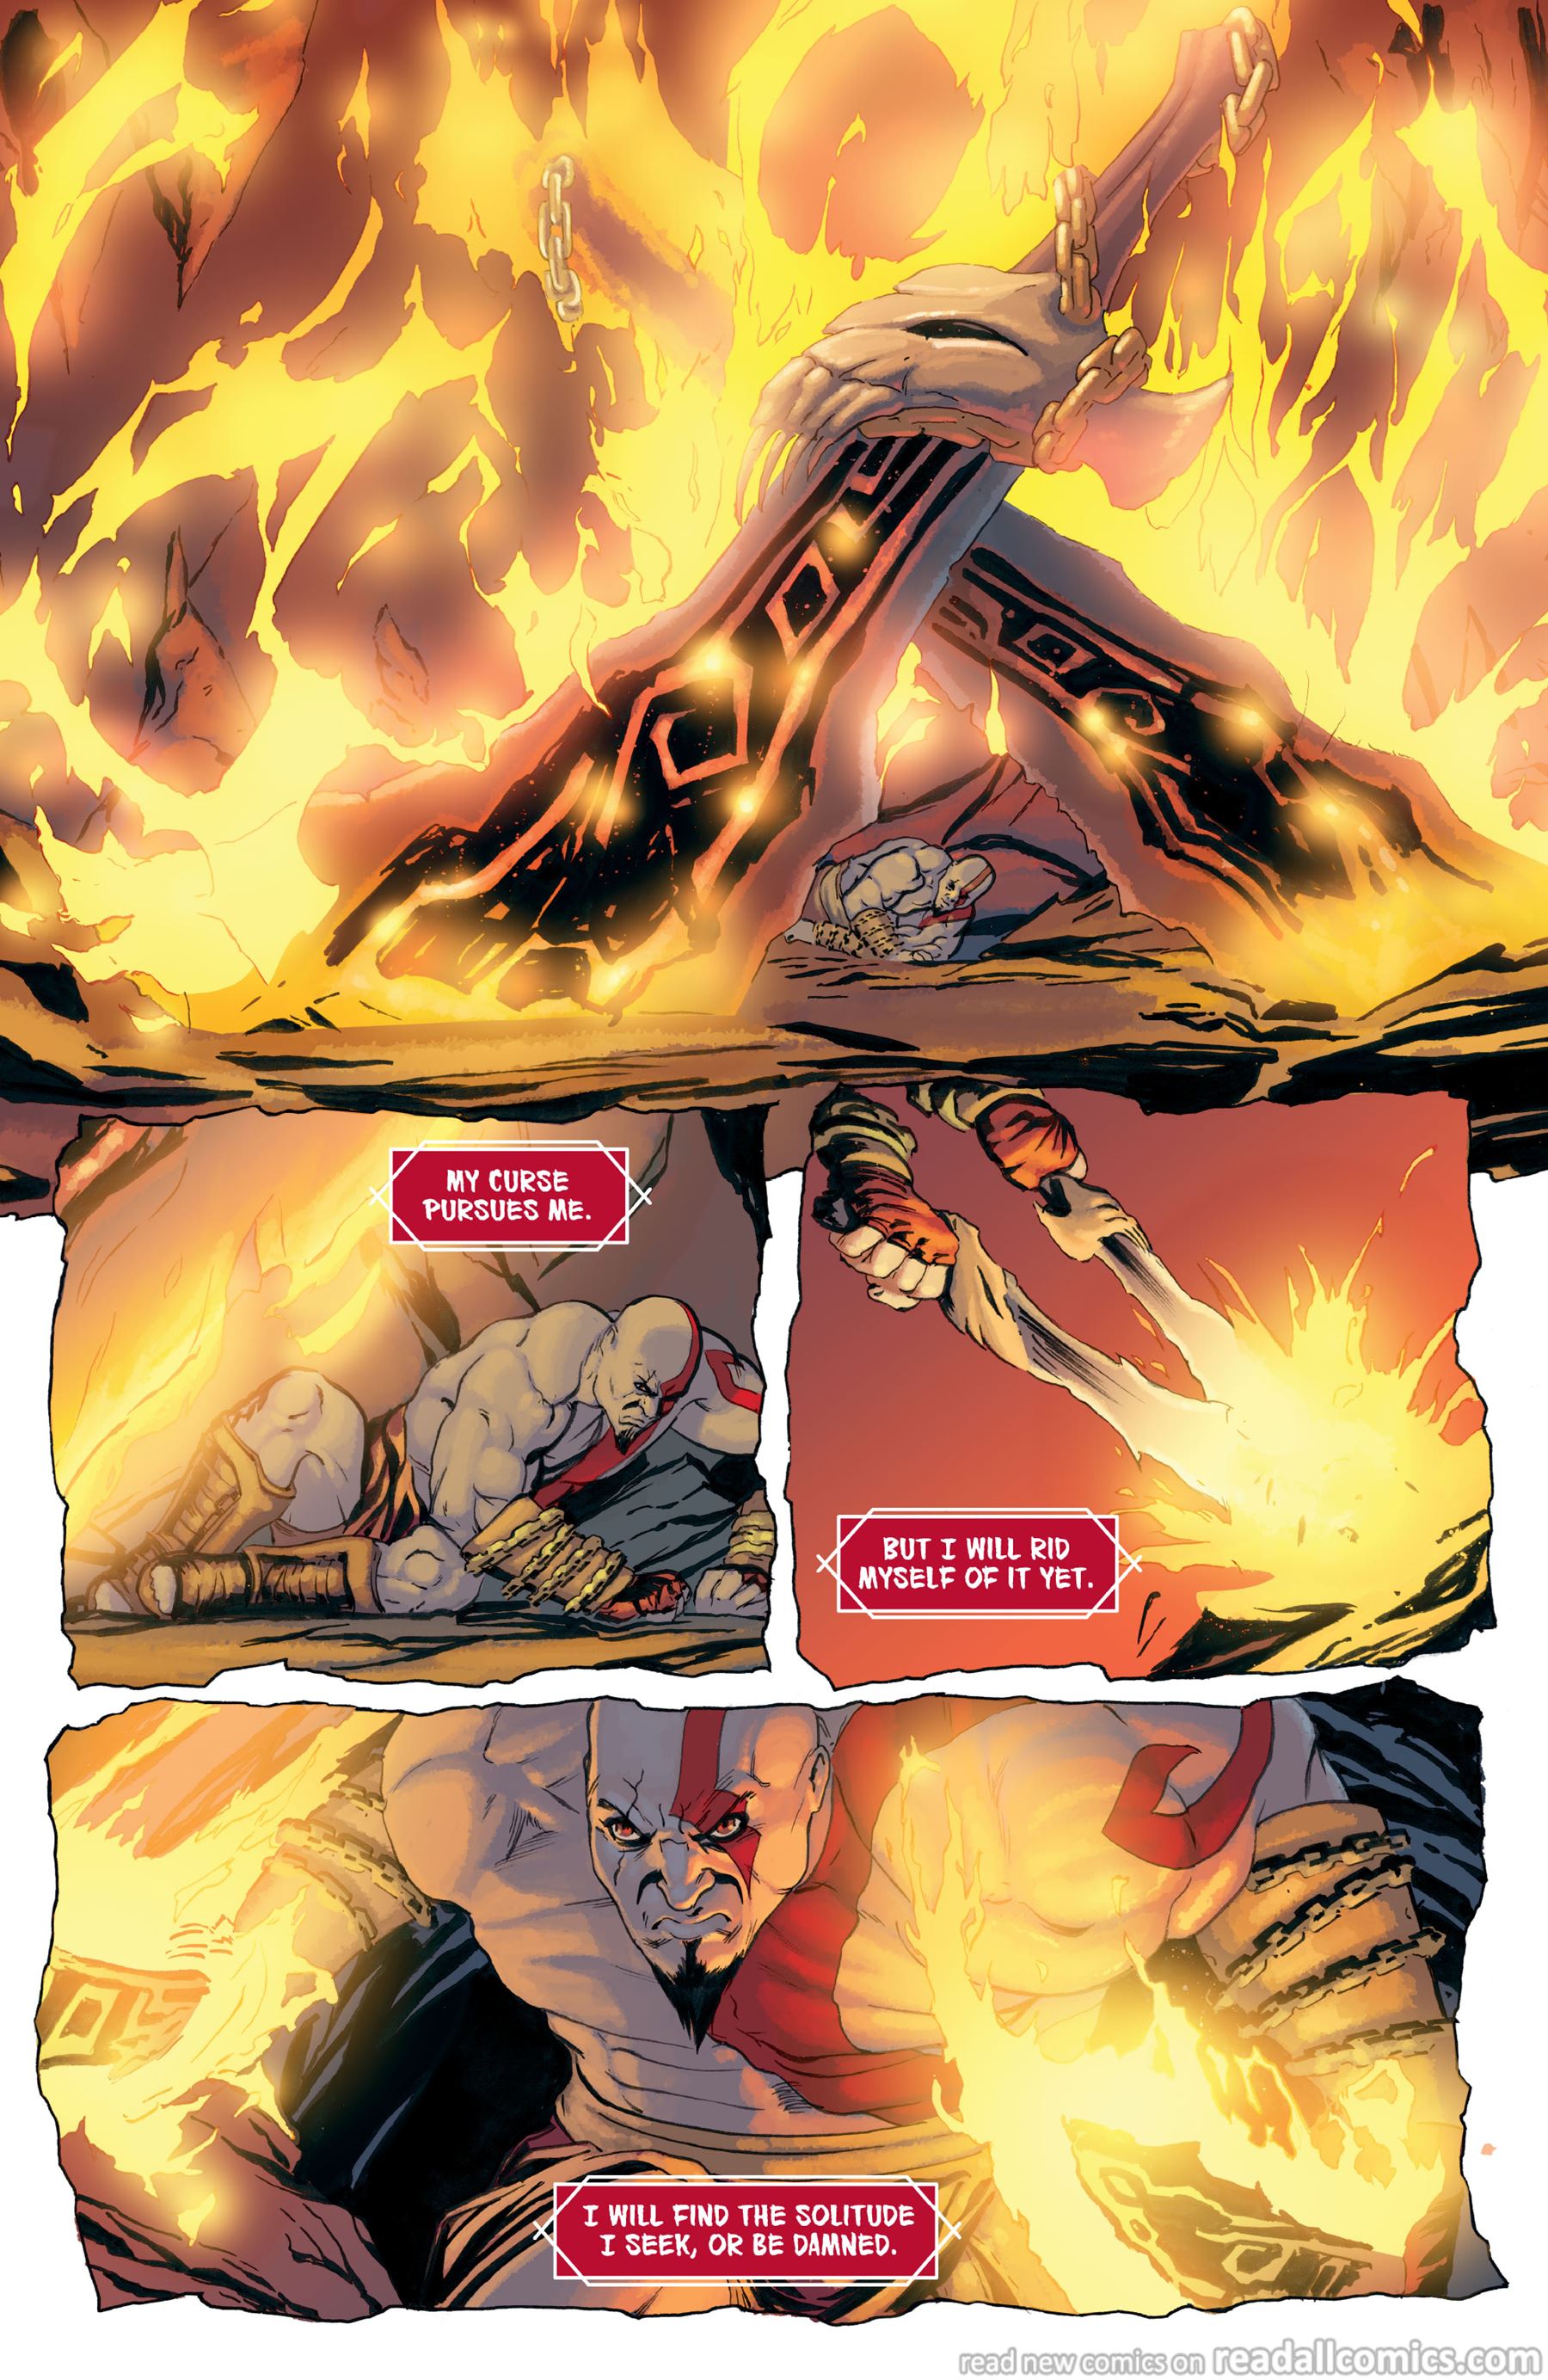 MY CURSE
PURSUES ME.
BUT I WILL RID
MYSELF OF IT YET.
I WILL FIND THE SOLITUDE
I SEEK, OR BE DAMNED.
read new comics on readallcomics.com